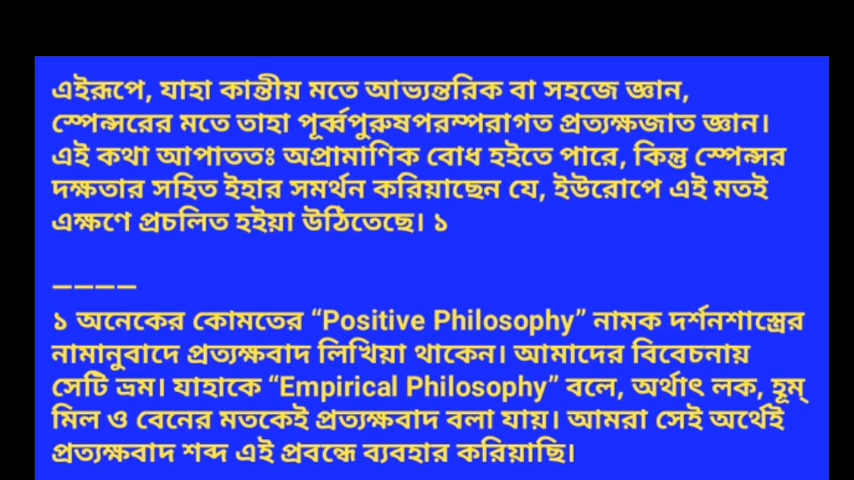 এইরূপে, যাহা কান্তীয় মতে আভ্যন্তরিক বা সহজে জ্ঞান,
স্পেন্সরের মতে তাহা পূর্ব্বপুরুষপরম্পরাগত প্রত্যক্ষজাত জ্ঞান।
এই কথা আপাততঃ অপ্রামাণিক বোধ হইতে পারে, কিন্তু স্পেন্সর
দক্ষতার সহিত ইহার সমর্থন করিয়াছেন যে, ইউরোপে এই মতই
এক্ষণে প্রচলিত হইয়া উঠিতেছে। ১
————
১ অনেকের কোমতের “Positive Philosophy” নামক দর্শনশাস্ত্রের
নামানুবাদে প্রত্যক্ষবাদ লিখিয়া থাকেন। আমাদের বিবেচনায়
সেটি ভ্রম। যাহাকে “Empirical Philosophy” বলে, অর্থাৎ লক, হূম্
মিল ও বেনের মতকেই প্রত্যক্ষবাদ বলা যায়। আমরা সেই অর্থেই
প্রত্যক্ষবাদ শব্দ এই প্রবন্ধে ব্যবহার করিয়াছি।